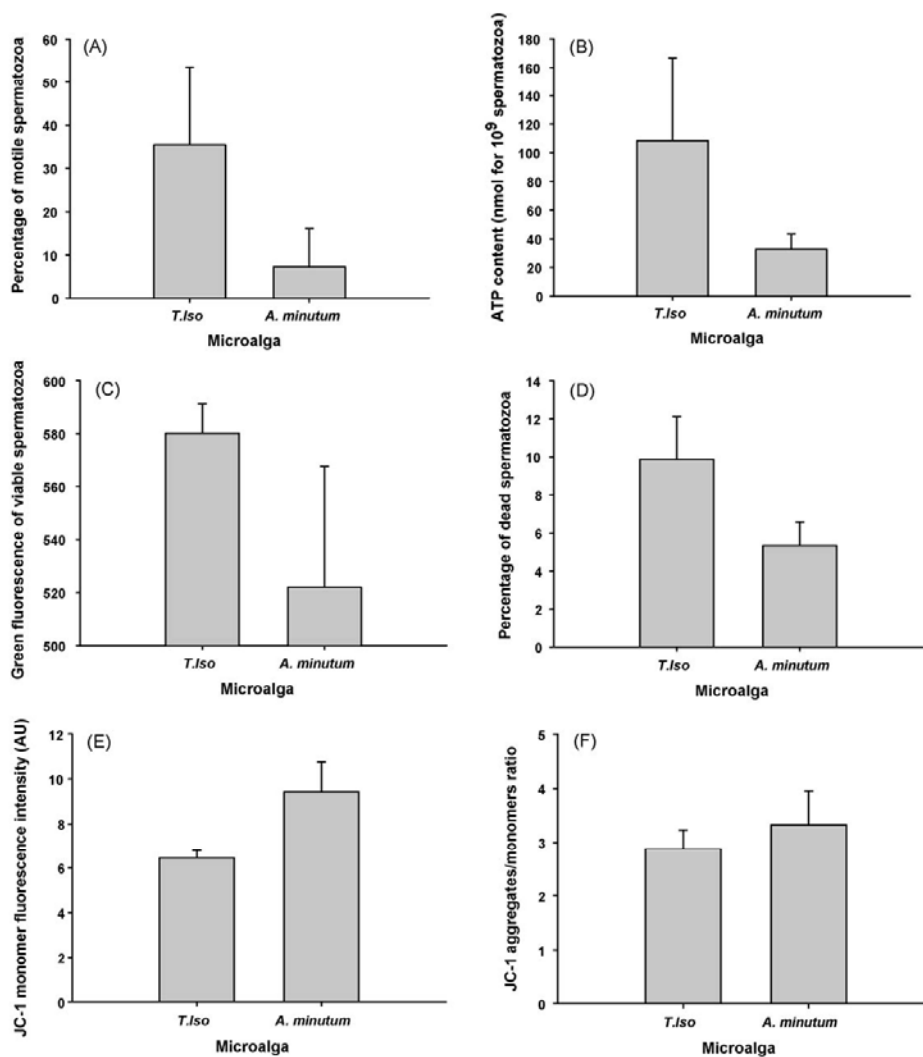 (A)
Percentage of motile spermatozoa
60
50
40
30
20
10
0
T.Iso A. minutum
Microalga
(B)
ATP content (nmol for 10⁹ spermatozoa)
180
160
140
120
100
80
60
40
20
0
T.Iso A. minutum
Microalga
(C)
Green fluorescence of viable spermatozoa
600
580
560
540
520
500
T.Iso A. minutum
Microalga
(D)
Percentage of dead spermatozoa
14
12
10
8
6
4
2
0
T.Iso A. minutum
Microalga
(E)
JC-1 monomer fluorescence intensity (AU)
12
10
8
6
4
2
0
T.Iso A. minutum
Microalga
(F)
JC-1 aggregates/monomers ratio
5
4
3
2
1
0
T.Iso A. minutum
Microalga